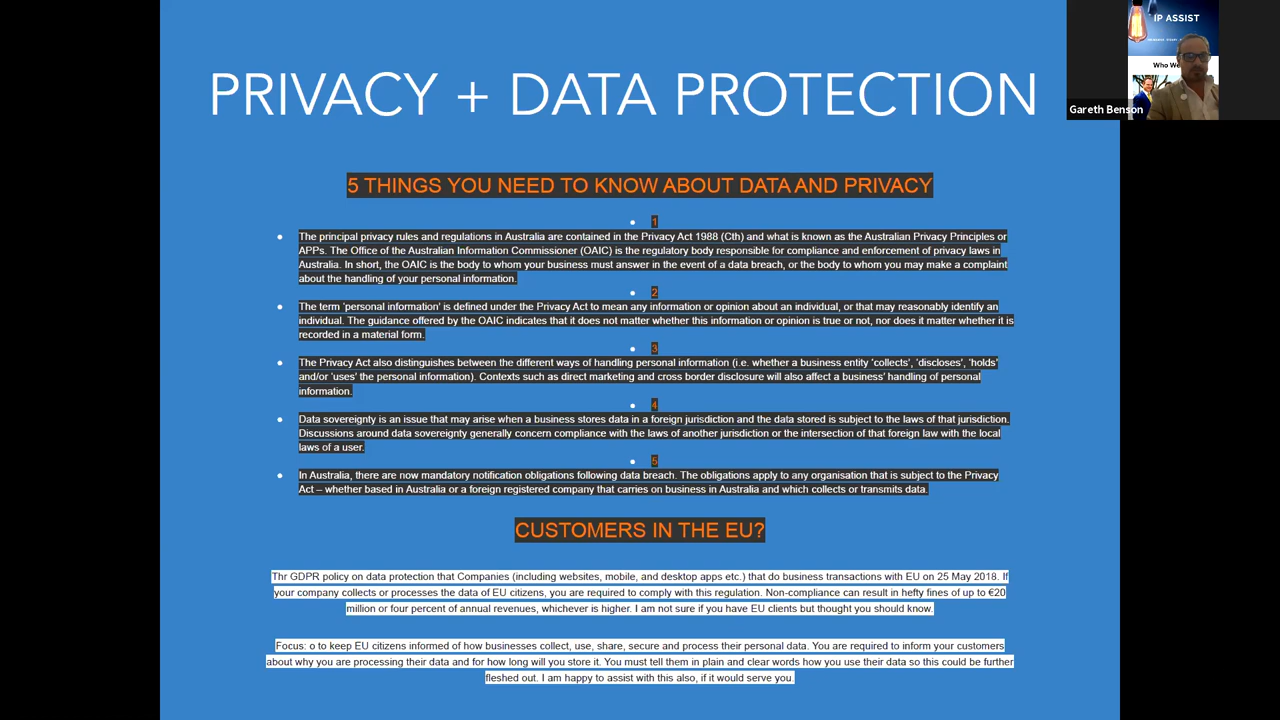 IP ASSIST
Who We
Gareth Benson
PRIVACY + DATA PROTECTION
5 THINGS YOU NEED TO KNOW ABOUT DATA AND PRIVACY
• 1
• The principal privacy rules and regulations in Australia are contained in the Privacy Act 1988 (Cth) and what is known as the Australian Privacy Principles or
APPs. The Office of the Australian Information Commissioner (OAIC) is the regulatory body responsible for compliance and enforcement of privacy laws in
Australia. In short, the OAIC is the body to whom your business must answer in the event of a data breach, or the body to whom you may make a complaint
about the handling of your personal information.
• 2
• The term ‘personal information’ is defined under the Privacy Act to mean any information or opinion about an individual, or that may reasonably identify an
individual. The guidance offered by the OAIC indicates that it does not matter whether this information or opinion is true or not, nor does it matter whether it is
recorded in a material form.
• 3
• The Privacy Act also distinguishes between the different ways of handling personal information (i.e. whether a business entity ‘collects’, ‘discloses’, ‘holds’
and/or ‘uses’ the personal information). Contexts such as direct marketing and cross border disclosure will also affect a business’ handling of personal
information.
• 4
• Data sovereignty is an issue that may arise when a business stores data in a foreign jurisdiction and the data stored is subject to the laws of that jurisdiction.
Discussions around data sovereignty generally concern compliance with the laws of another jurisdiction or the intersection of that foreign law with the local
laws of a user.
• 5
• In Australia, there are now mandatory notification obligations following data breach. The obligations apply to any organisation that is subject to the Privacy
Act – whether based in Australia or a foreign registered company that carries on business in Australia and which collects or transmits data.
CUSTOMERS IN THE EU?
Thr GDPR policy on data protection that Companies (including websites, mobile, and desktop apps etc.) that do business transactions with EU on 25 May 2018. If
your company collects or processes the data of EU citizens, you are required to comply with this regulation. Non-compliance can result in hefty fines of up to €20
million or four percent of annual revenues, whichever is higher. I am not sure if you have EU clients but thought you should know.
Focus: o to keep EU citizens informed of how businesses collect, use, share, secure and process their personal data. You are required to inform your customers
about why you are processing their data and for how long will you store it. You must tell them in plain and clear words how you use their data so this could be further
fleshed out. I am happy to assist with this also, if it would serve you.